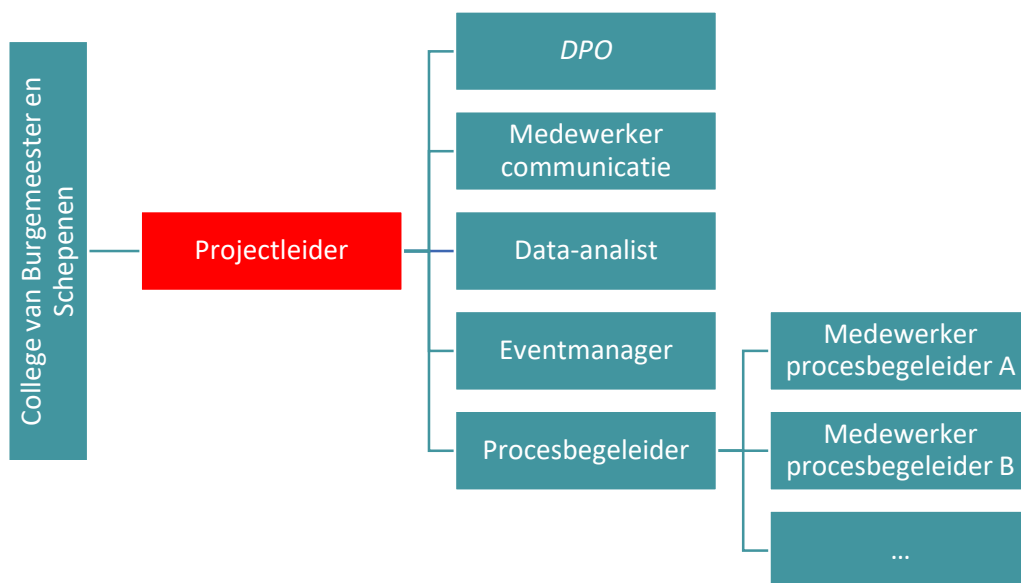 College van Burgemeester en
Schepenen
Projectleider
DPO
Medewerker
communicatie
Data-analist
Eventmanager
Procesbegeleider
Medewerker
procesbegeleider A
Medewerker
procesbegeleider B
...